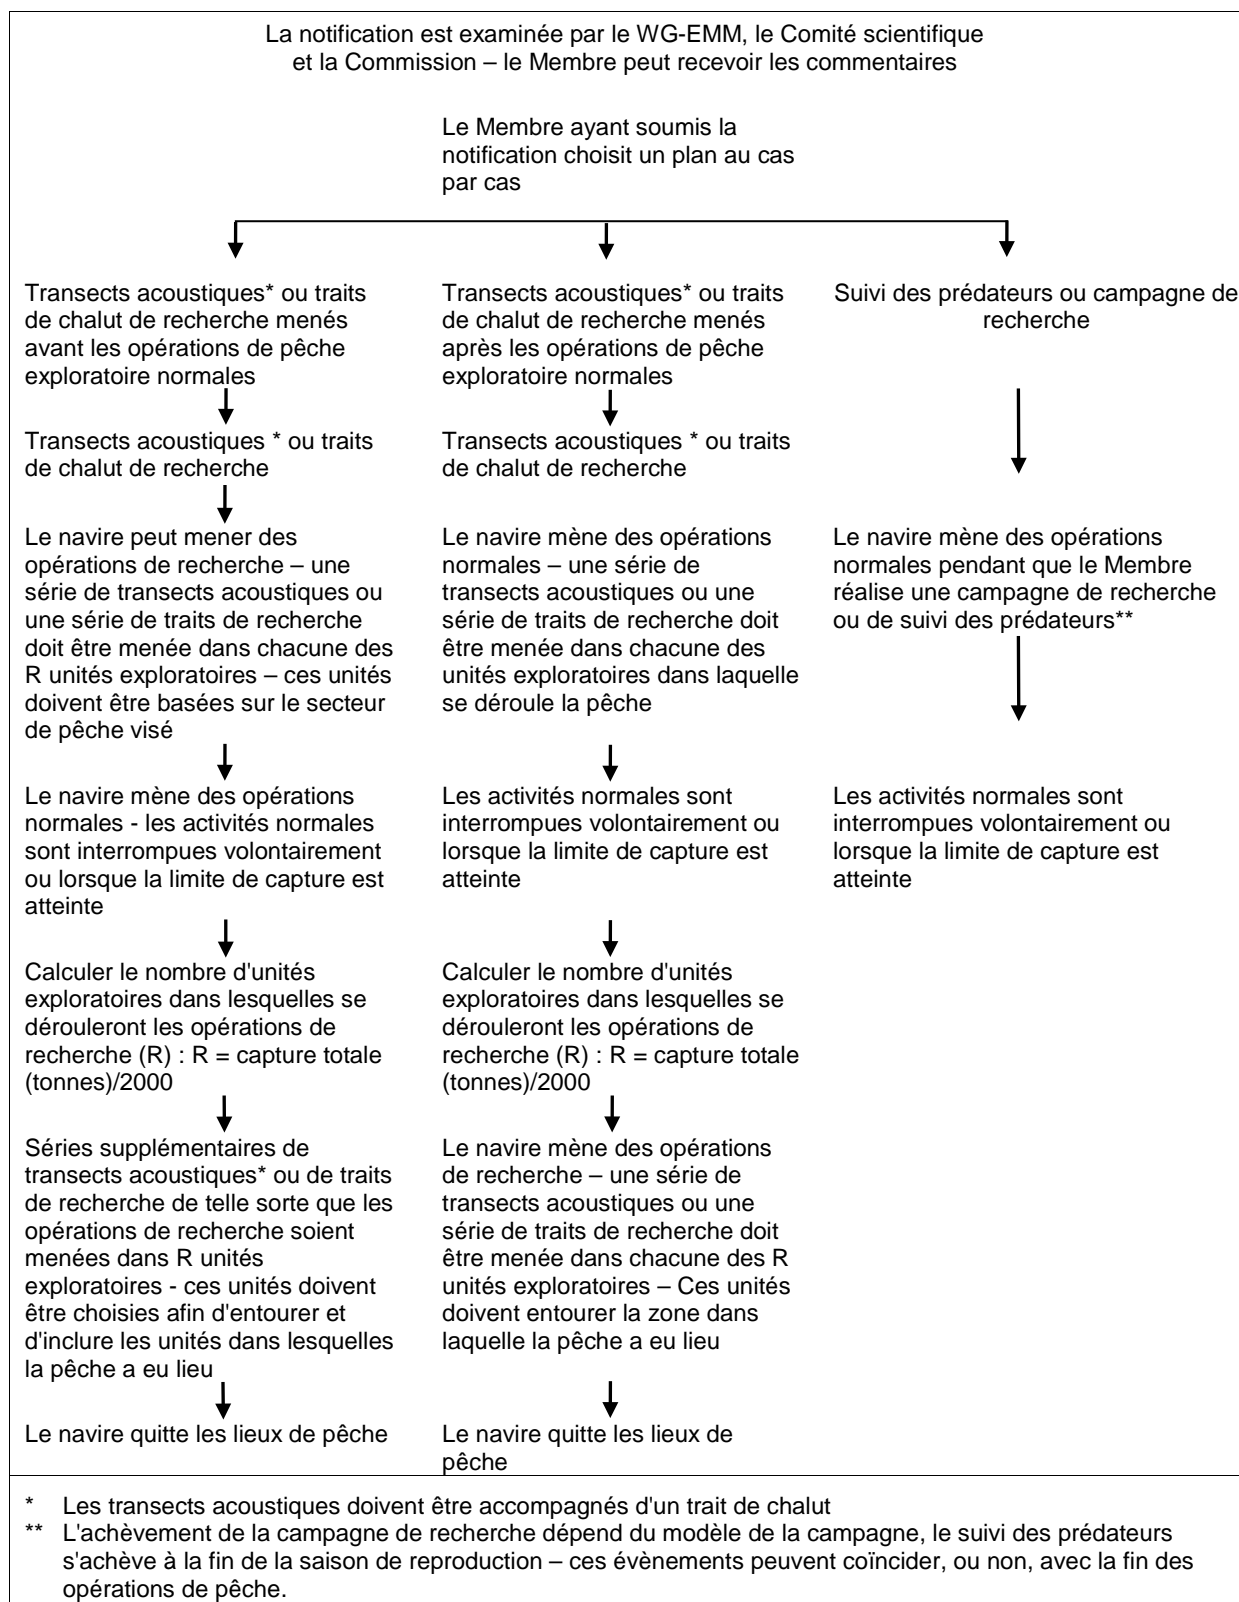 La notification est examinée par le WG-EMM, le Comité scientifique
et la Commission – le Membre peut recevoir les commentaires
Le Membre ayant soumis la
notification choisit un plan au cas
par cas
Transects acoustiques* ou traits
de chalut de recherche menés
avant les opérations de pêche
exploratoire normales
Transects acoustiques * ou traits
de chalut de recherche
Le navire peut mener des
opérations de recherche – une
série de transects acoustiques ou
une série de traits de recherche
doit être menée dans chacune des
R unités exploratoires – ces unités
doivent être basées sur le secteur
de pêche visé
Le navire mène des opérations
normales - les activités normales
sont interrompues volontairement
ou lorsque la limite de capture est
atteinte
Calculer le nombre d'unités
exploratoires dans lesquelles se
dérouleront les opérations de
recherche (R) : R = capture totale
(tonnes)/2000
Séries supplémentaires de
transects acoustiques* ou de traits
de recherche de telle sorte que les
opérations de recherche soient
menées dans R unités
exploratoires - ces unités doivent
être choisies afin d'entourer et
d'inclure les unités dans lesquelles
la pêche a eu lieu
Le navire quitte les lieux de pêche
Transects acoustiques* ou traits
de chalut de recherche menés
après les opérations de pêche
exploratoire normales
Transects acoustiques * ou traits
de chalut de recherche
Le navire mène des opérations
normales – une série de
transects acoustiques ou une
série de traits de recherche doit
être menée dans chacune des
unités exploratoires dans laquelle
se déroule la pêche
Les activités normales sont
interrompues volontairement ou
lorsque la limite de capture est
atteinte
Calculer le nombre d'unités
exploratoires dans lesquelles se
dérouleront les opérations de
recherche (R) : R = capture totale
(tonnes)/2000
Le navire mène des opérations
de recherche – une série de
transects acoustiques ou une
série de traits de recherche doit
être menée dans chacune des R
unités exploratoires – Ces unités
doivent entourer la zone dans
laquelle la pêche a eu lieu
Le navire quitte les lieux de
pêche
Suivi des prédateurs ou campagne de
recherche
Le navire mène des opérations
normales pendant que le Membre
réalise une campagne de recherche
ou de suivi des prédateurs**
Les activités normales sont
interrompues volontairement ou
lorsque la limite de capture est
atteinte
* Les transects acoustiques doivent être accompagnés d'un trait de chalut
** L'achèvement de la campagne de recherche dépend du modèle de la campagne, le suivi des prédateurs
s'achève à la fin de la saison de reproduction – ces évènements peuvent coïncider, ou non, avec la fin des
opérations de pêche.